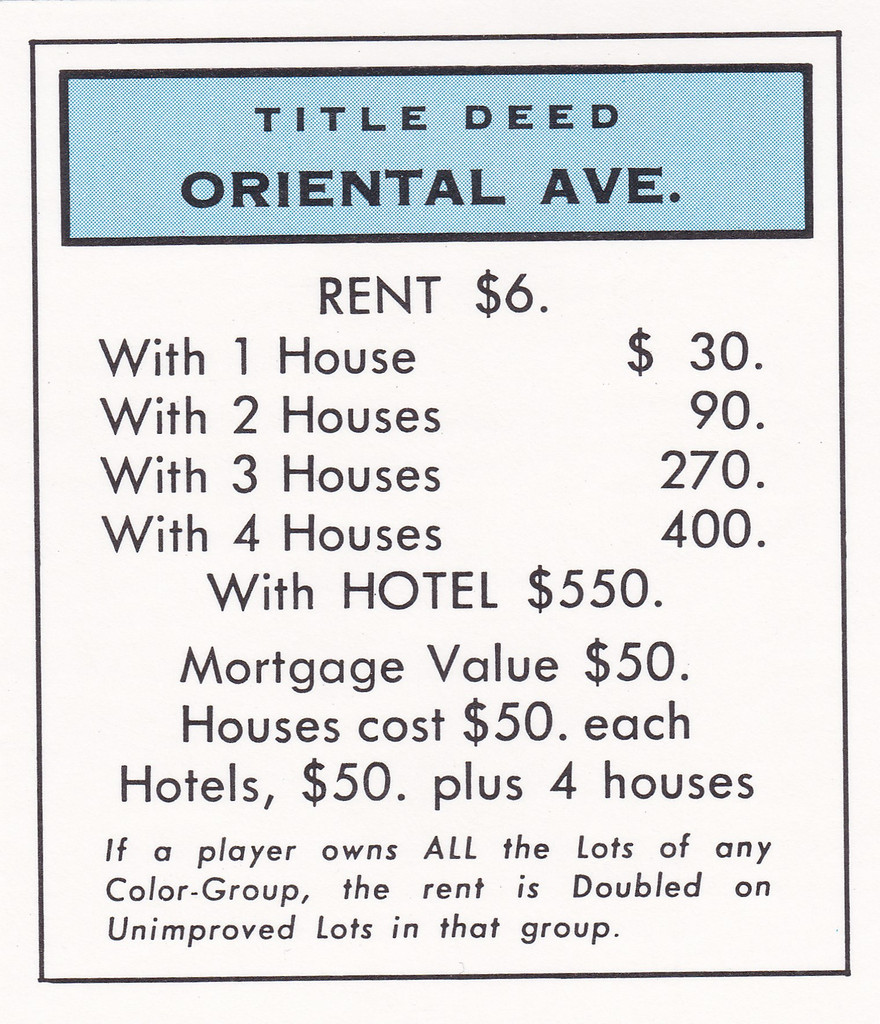 TITLE DEED
ORIENTAL AVE.
RENT $6.
With 1 House $ 30.
With 2 Houses 90.
With 3 Houses 270.
With 4 Houses 400.
With HOTEL $550.
Mortgage Value $50.
Houses cost $50. each
Hotels, $50. plus 4 houses
If a player owns ALL the Lots of any
Color-Group, the rent is Doubled on
Unimproved Lots in that group.